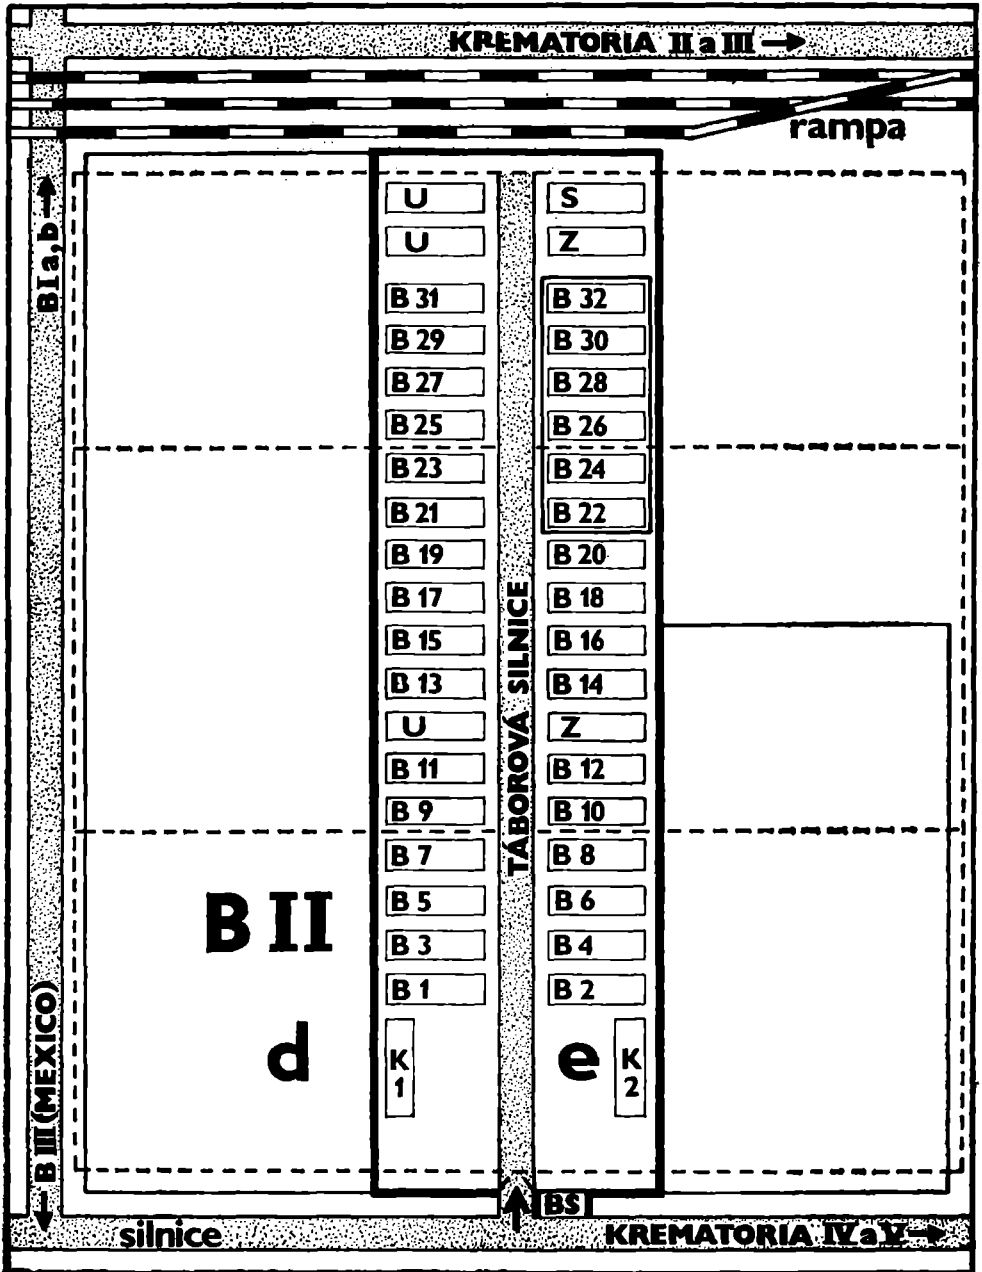 KREMATORIA II a III
rampa
BI a, b
U
S
U
Z
B 31
B 32
B 29
B 30
B 27
B 28
B 25
B 26
B 23
B 24
B 21
B 22
B 19
B 20
B 17
B 18
B 15
B 16
B 13
B 14
U
Z
B 11
B 12
B 9
B 10
B 7
B 8
B 5
B 6
B 3
B 4
B 1
B 2
TÁBOROVÁ SILNICE
B II
d
e
K 1
K 2
B III (MEXICO)
BS
silnice
KREMATORIA IV a V